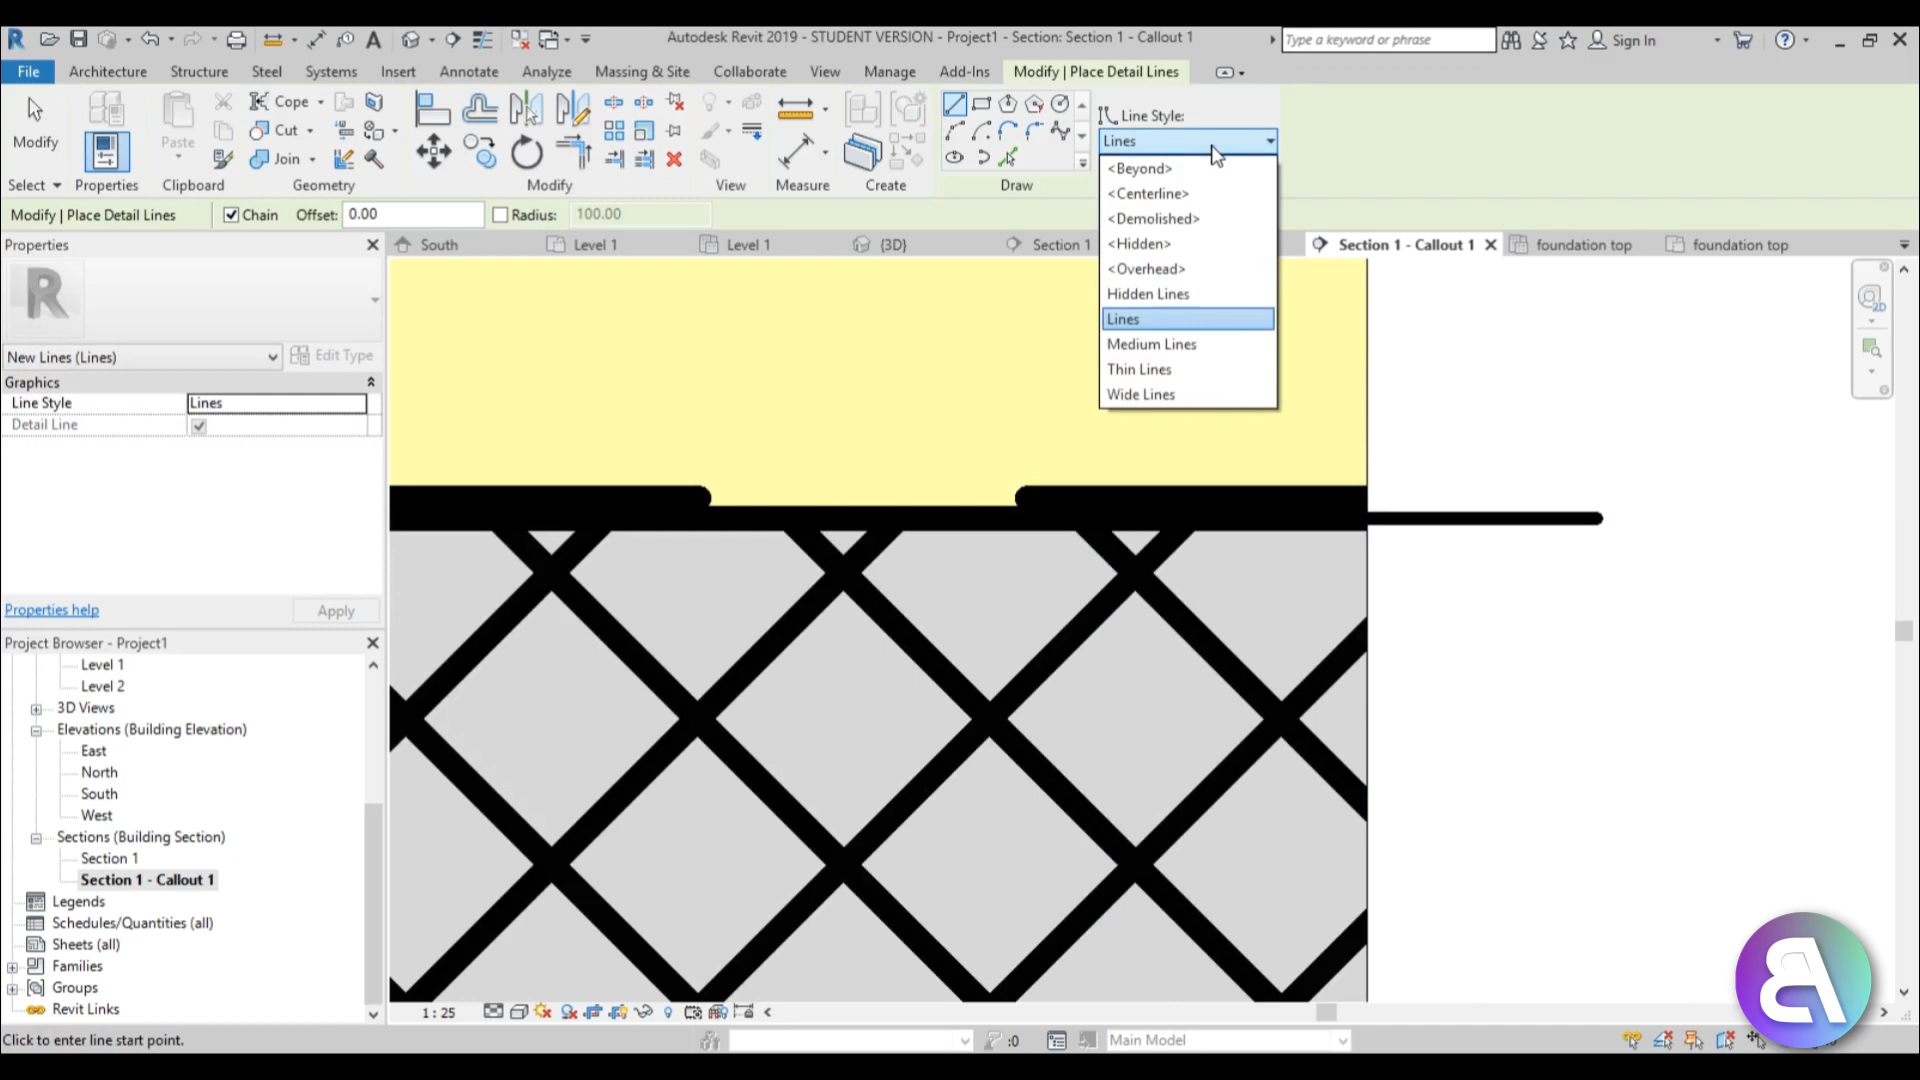 Autodesk Revit 2019 - STUDENT VERSION - Project1 - Section: Section 1 - Callout 1
Type a keyword or phrase
Sign In
File Architecture Structure Steel Systems Insert Annotate Analyze Massing & Site Collaborate View Manage Add-Ins Modify | Place Detail Lines
Modify
Paste
Cope
Cut
Join
Line Style:
Lines
Select Properties Clipboard Geometry Modify View Measure Create Draw
<Beyond>
<Centerline>
<Demolished>
<Hidden>
<Overhead>
Hidden Lines
Lines
Medium Lines
Thin Lines
Wide Lines
Modify | Place Detail Lines Chain Offset: 0.00 Radius: 100.00
Properties
South Level 1 Level 1 {3D} Section 1 Section 1 - Callout 1 foundation top foundation top
2D
New Lines (Lines) Edit Type
Graphics
Line Style Lines
Detail Line
Properties help Apply
Project Browser - Project1
Level 1
Level 2
3D Views
Elevations (Building Elevation)
East
North
South
West
Sections (Building Section)
Section 1
Section 1 - Callout 1
Legends
Schedules/Quantities (all)
Sheets (all)
Families
Groups
Revit Links
1 : 25
Click to enter line start point.
:0
Main Model